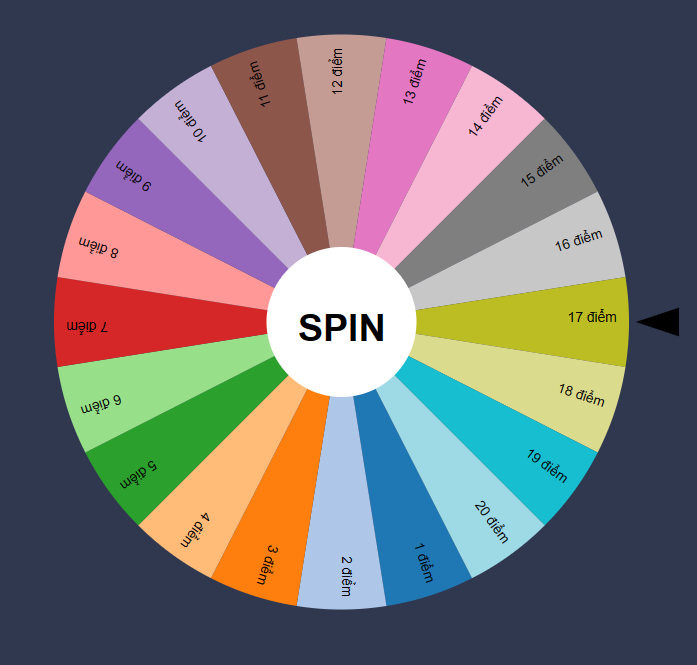 12 điểm
13 điểm
14 điểm
15 điểm
16 điểm
17 điểm
18 điểm
19 điểm
20 điểm
1 điểm
2 điểm
3 điểm
4 điểm
5 điểm
6 điểm
7 điểm
8 điểm
9 điểm
10 điểm
11 điểm
SPIN